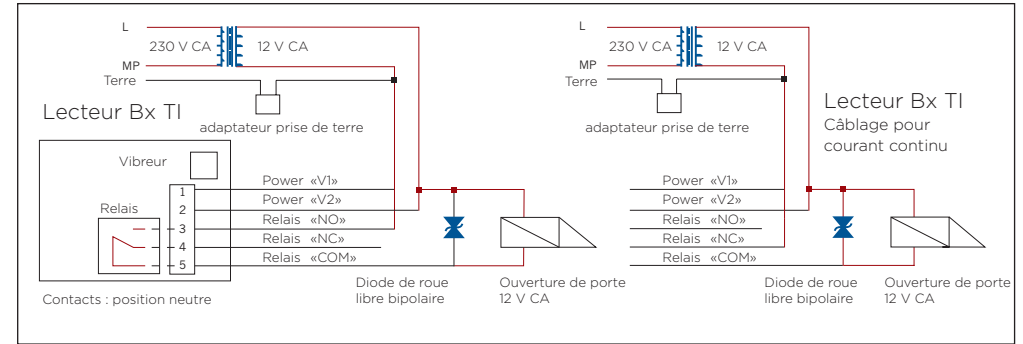 L
230 V CA
12 V CA
MP
Terre
adaptateur prise de terre
Lecteur Bx TI
Vibreur
Relais
1
2
3
4
5
Power «V1»
Power «V2»
Relais «NO»
Relais «NC»
Relais «COM»
Contacts : position neutre
Diode de roue
libre bipolaire
Ouverture de porte
12 V CA
L
230 V CA
12 V CA
MP
Terre
adaptateur prise de terre
Lecteur Bx TI
Câblage pour
courant continu
Power «V1»
Power «V2»
Relais «NO»
Relais «NC»
Relais «COM»
Diode de roue
libre bipolaire
Ouverture de porte
12 V CA